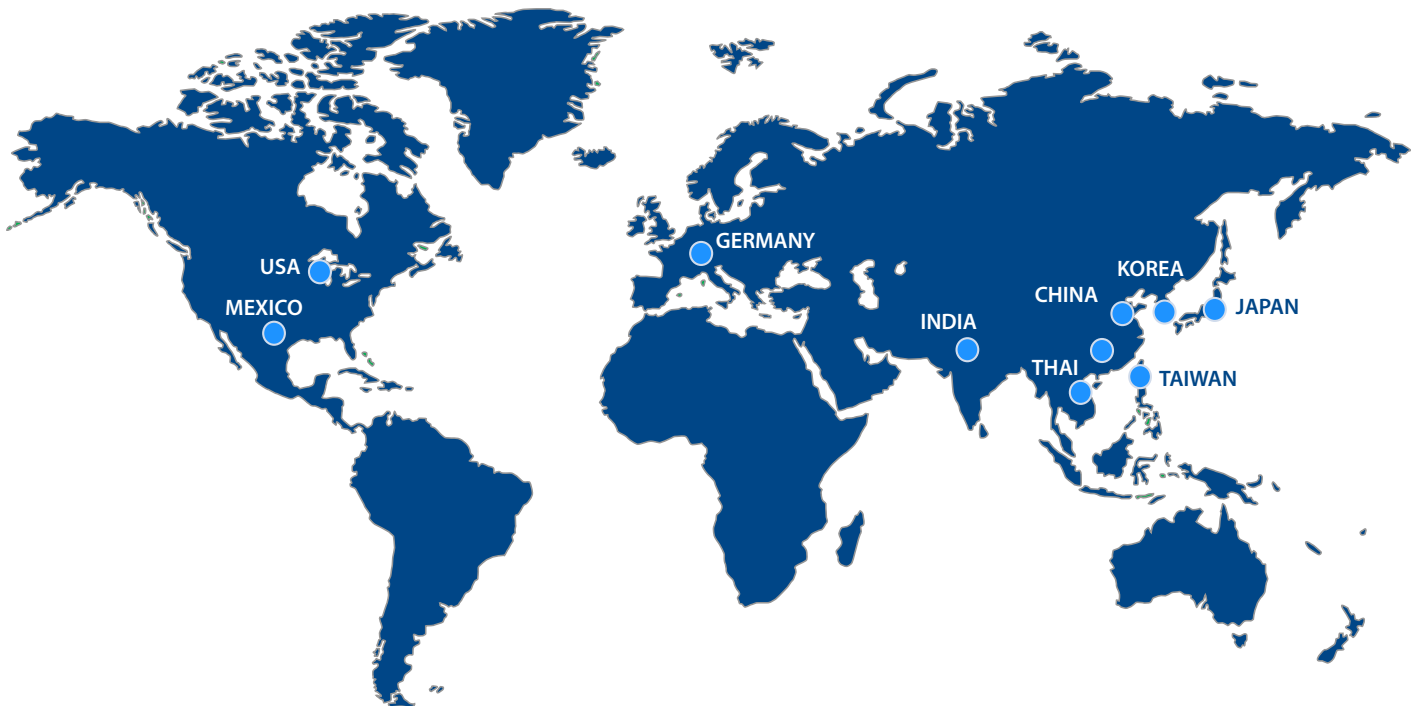 GERMANY
USA
KOREA
CHINA
MEXICO
JAPAN
INDIA
THAI
TAIWAN